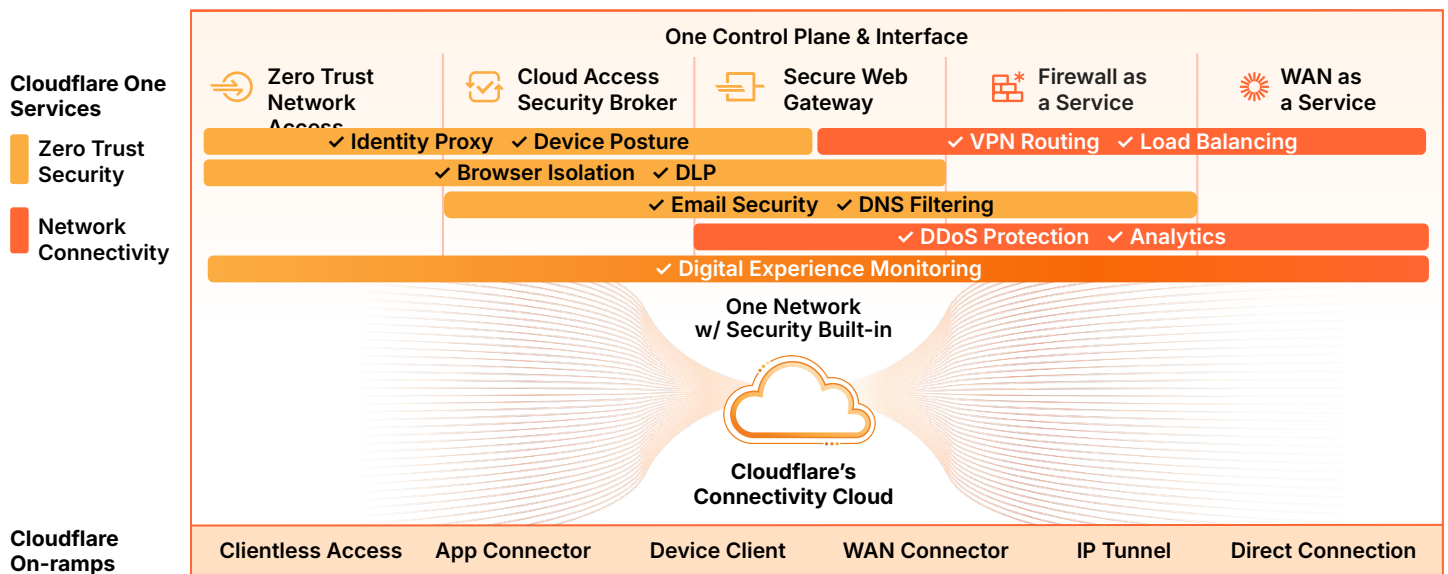 One Control Plane & Interface
Cloudflare One
Services
Zero Trust
Security
Network
Connectivity
Zero Trust
Network
Access
Cloud Access
Security Broker
Secure Web
Gateway
Firewall as
a Service
WAN as
a Service
✓ Identity Proxy ✓ Device Posture
✓ VPN Routing ✓ Load Balancing
✓ Browser Isolation ✓ DLP
✓ Email Security ✓ DNS Filtering
✓ DDoS Protection ✓ Analytics
✓ Digital Experience Monitoring
One Network
w/ Security Built-in
Cloudflare’s
Connectivity Cloud
Cloudflare
On-ramps
Clientless Access App Connector Device Client WAN Connector IP Tunnel Direct Connection